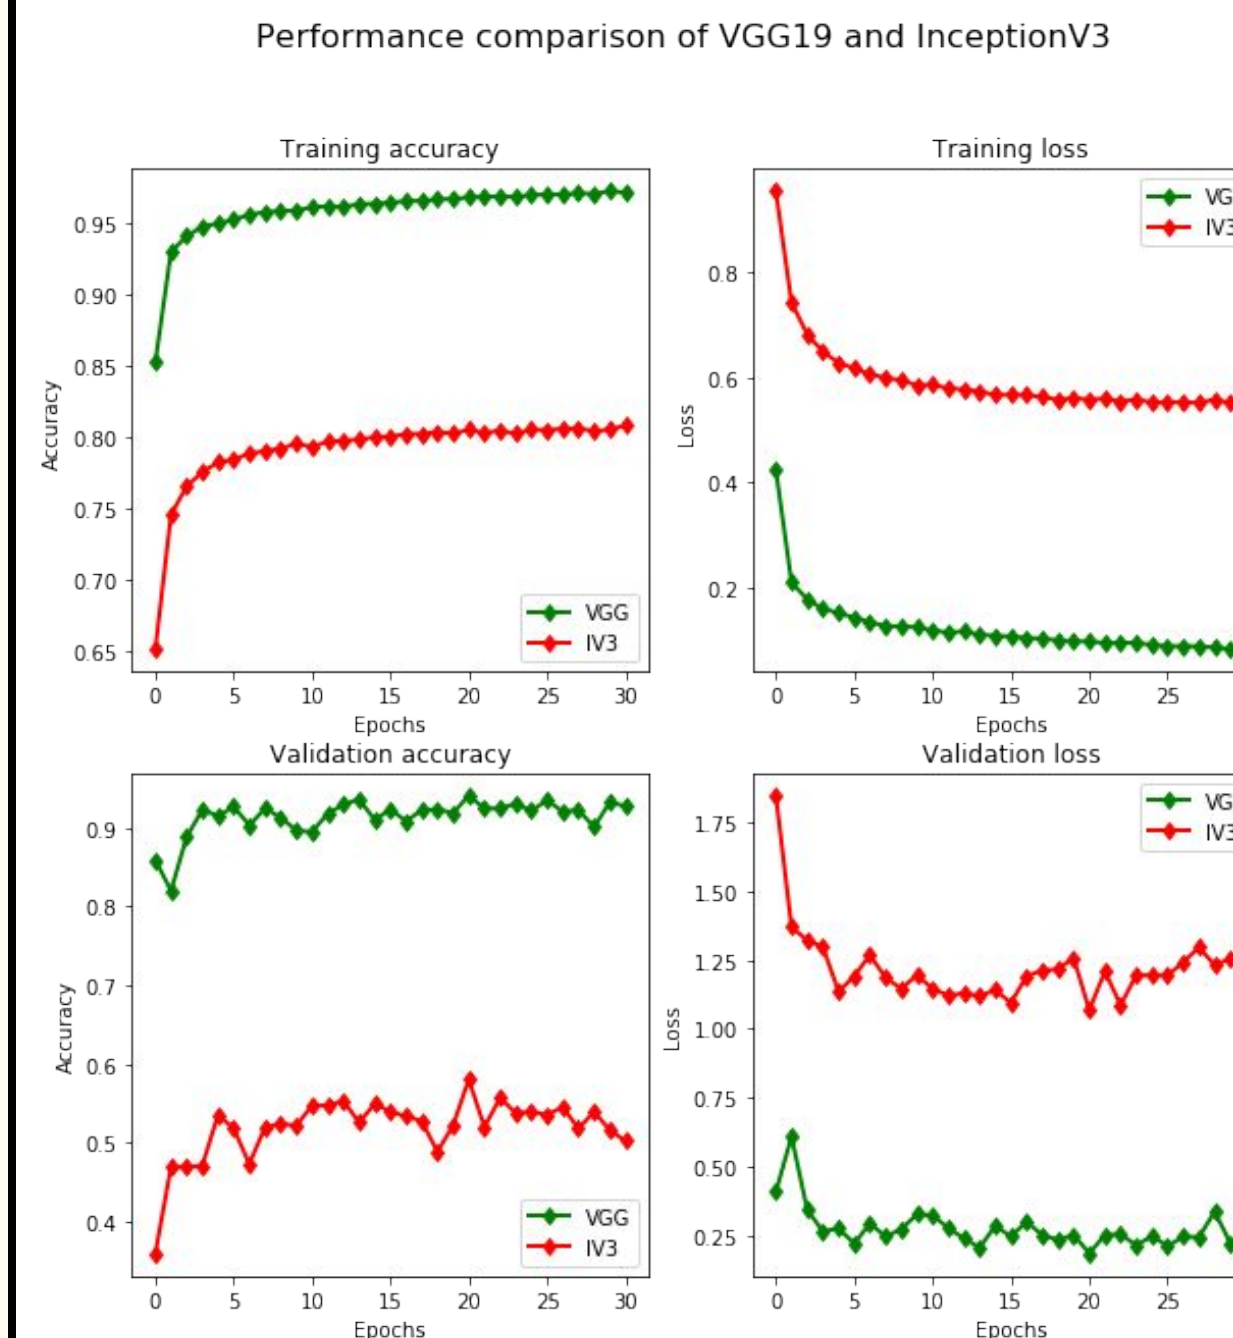 Performance comparison of VGG19 and InceptionV3
Training accuracy
Accuracy
0.95
0.90
0.85
0.80
0.75
0.70
0.65
VGG
IV3
0 5 10 15 20 25 30
Epochs
Training loss
Loss
0.8
0.6
0.4
0.2
VG
IV3
0 5 10 15 20 25
Epochs
Validation accuracy
Accuracy
0.9
0.8
0.7
0.6
0.5
0.4
VGG
IV3
0 5 10 15 20 25 30
Epochs
Validation loss
Loss
1.75
1.50
1.25
1.00
0.75
0.50
0.25
VG
IV3
0 5 10 15 20 25
Epochs